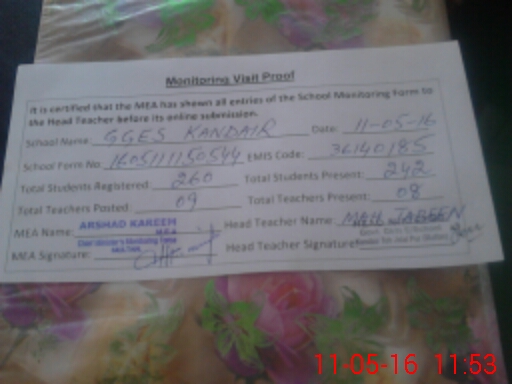 Monitoring Visit Proof
It is certified that the MEA has shown all entries of the School Monitoring Form to
the Head Teacher before its online submission.
School Name: GGES KANDAIR Date: 11-05-16
School Form No. 1605111150544 EMIS Code: 36140185
Total Students Registered: 260 Total Students Present: 242
Total Teachers Posted: 09 Total Teachers Present: 08
MEA Name: ARSHAD KAREEM Head Teacher Name: MAH JABEEN
M.E.A
MEA Signature: Head Teacher Signature:
11-05-16 11:53